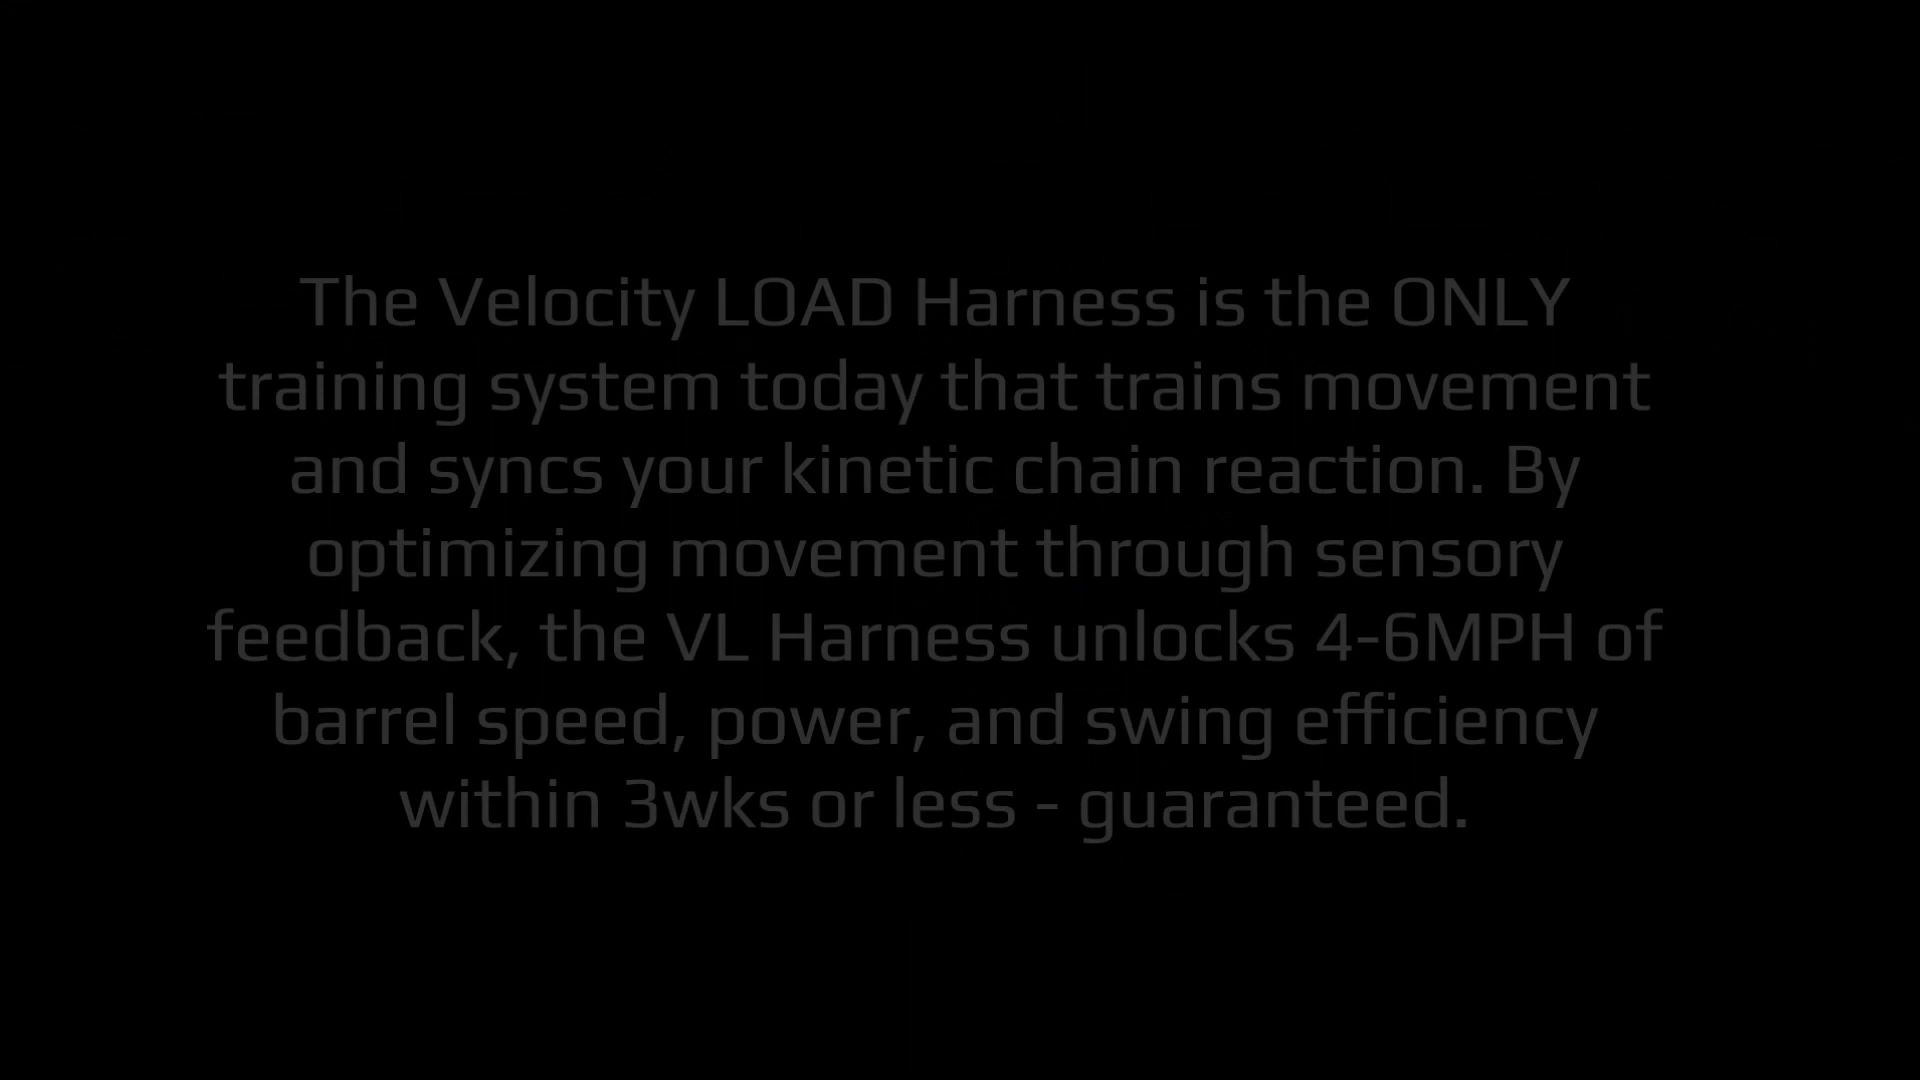 The Velocity LOAD Harness is the ONLY
training system today that trains movement
and syncs your kinetic chain reaction. By
optimizing movement through sensory
feedback, the VL Harness unlocks 4-6MPH of
barrel speed, power, and swing efficiency
within 3wks or less - guaranteed.